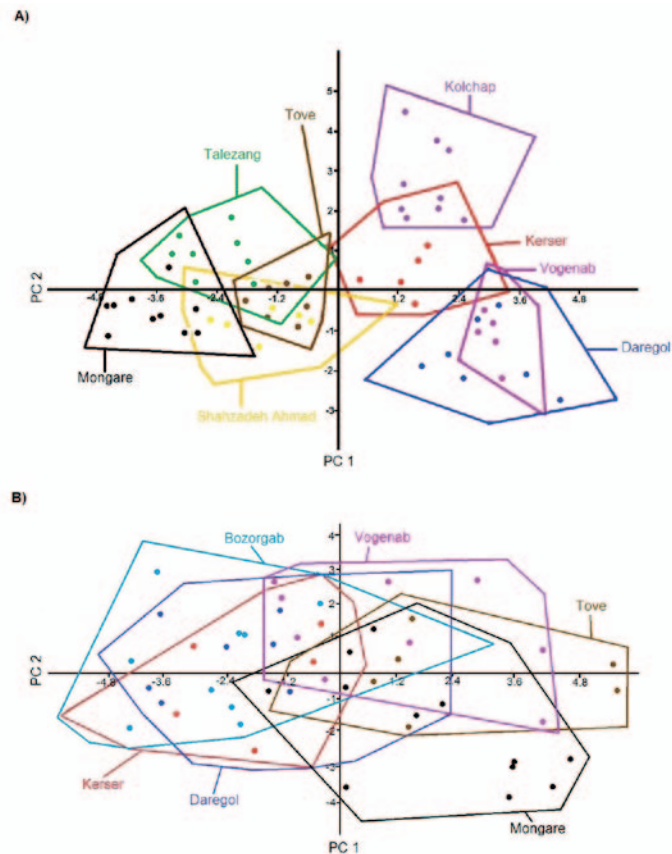 A)
Kolchap
Tove
Talezang
Kerser
Vogenab
Daregol
Mongare
Shahzadeh Ahmad
PC 2
5
4
3
2
1
-4.8 -3.6 -2.4 -1.2 1.2 2.4 3.6 4.8
-1
-2
-3
PC 1
B)
Bozorgab
Vogenab
Tove
Kerser
Daregol
Mongare
PC 2
4
3
2
1
-4.8 -3.6 -2.4 -1.2 1.2 2.4 3.6 4.8
-1
-3
-4
PC 1